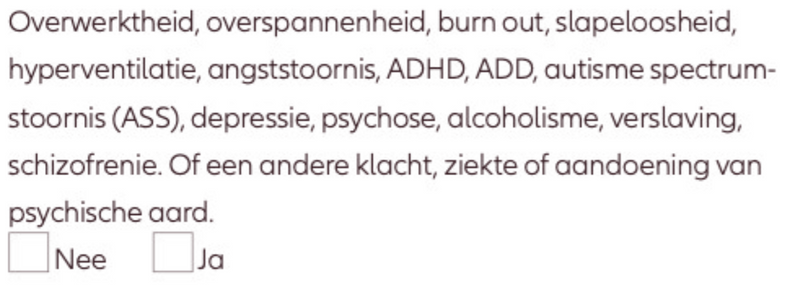 Overwerktheid, overspannenheid, burn out, slapeloosheid,
hyperventilatie, angststoornis, ADHD, ADD, autisme spectrum-
stoornis (ASS), depressie, psychose, alcoholisme, verslaving,
schizofrenie. Of een andere klacht, ziekte of aandoening van
psychische aard.
Nee Ja